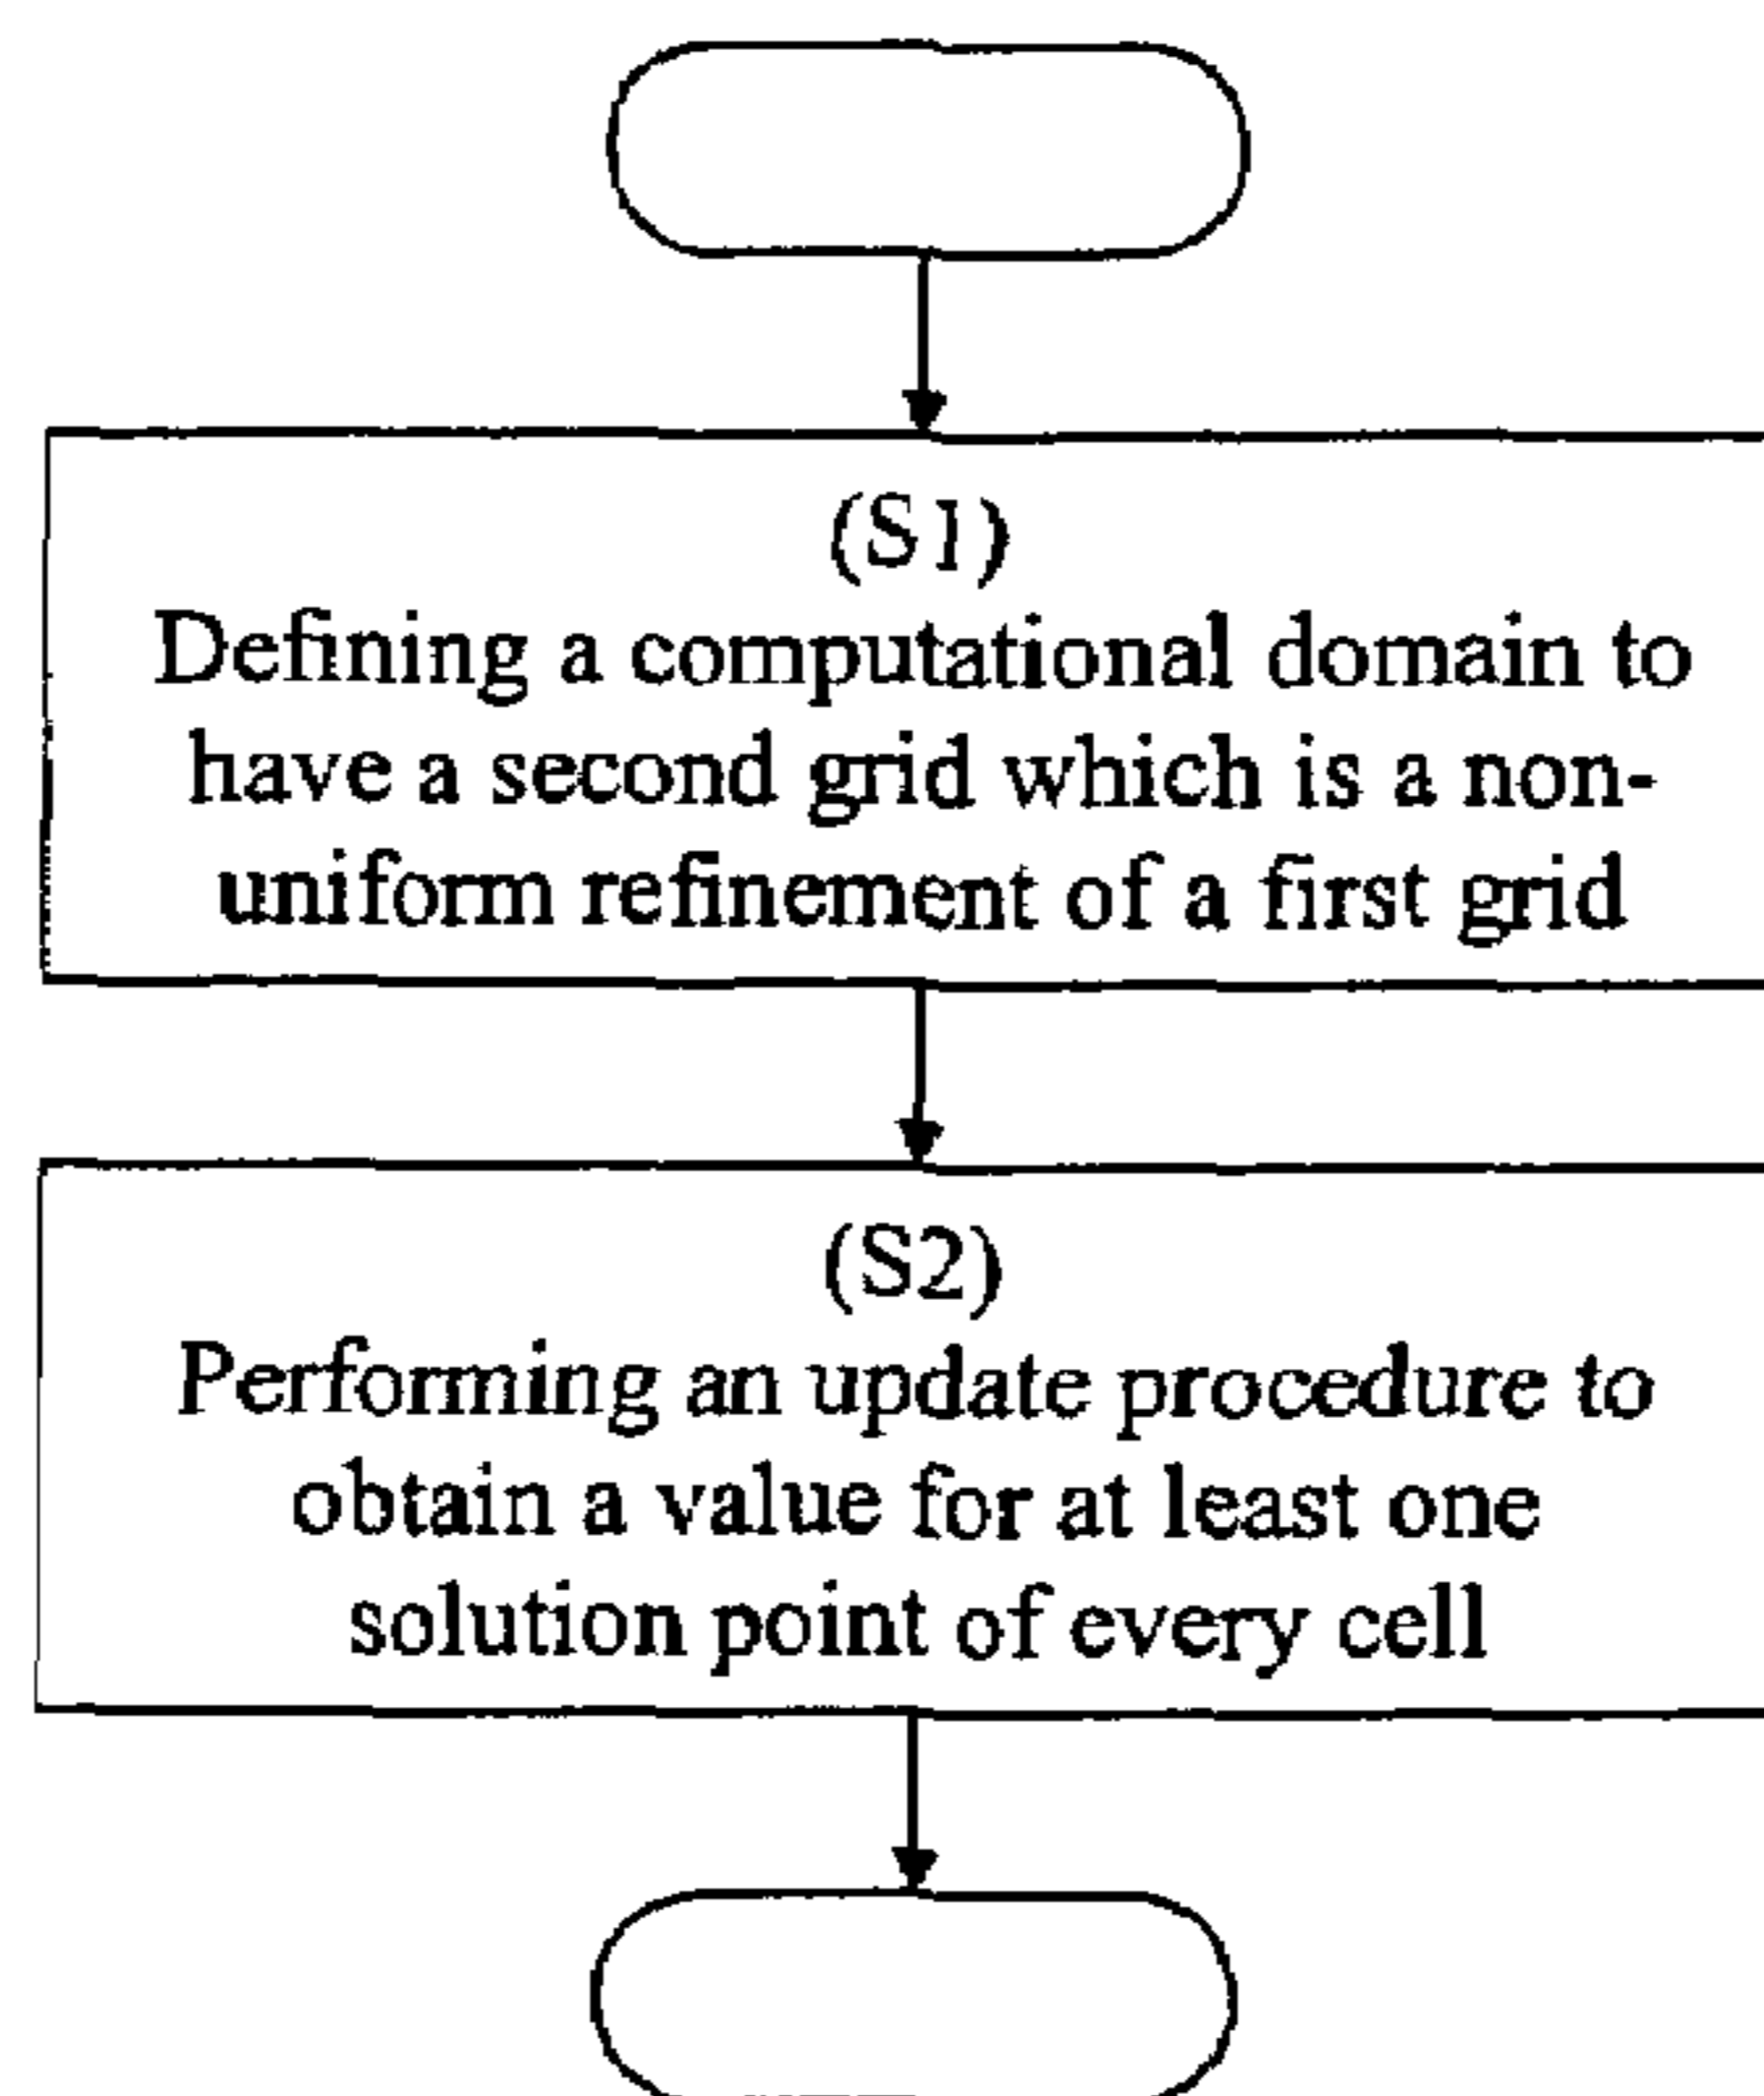 (S1)
Defining a computational domain to
have a second grid which is a non-
uniform refinement of a first grid
(S2)
Performing an update procedure to
obtain a value for at least one
solution point of every cell